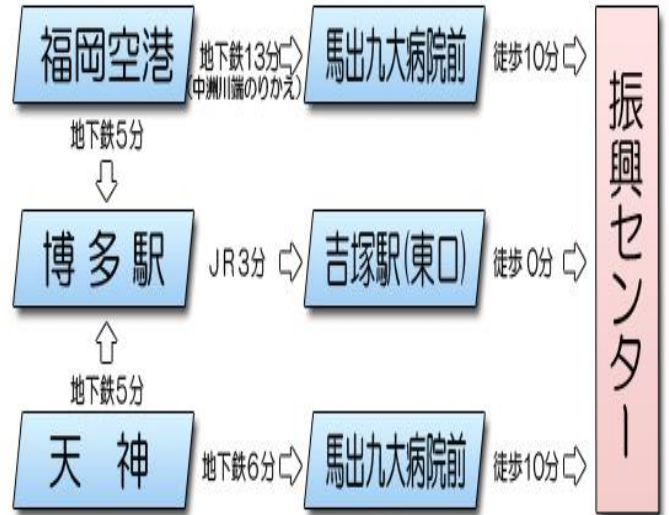 福岡空港
地下鉄13分
(中洲川端のりかえ)
馬出九大病院前
徒歩10分
地下鉄5分
博多駅
JR3分
吉塚駅(東口)
徒歩0分
地下鉄5分
天神
地下鉄6分
馬出九大病院前
徒歩10分
振興センター